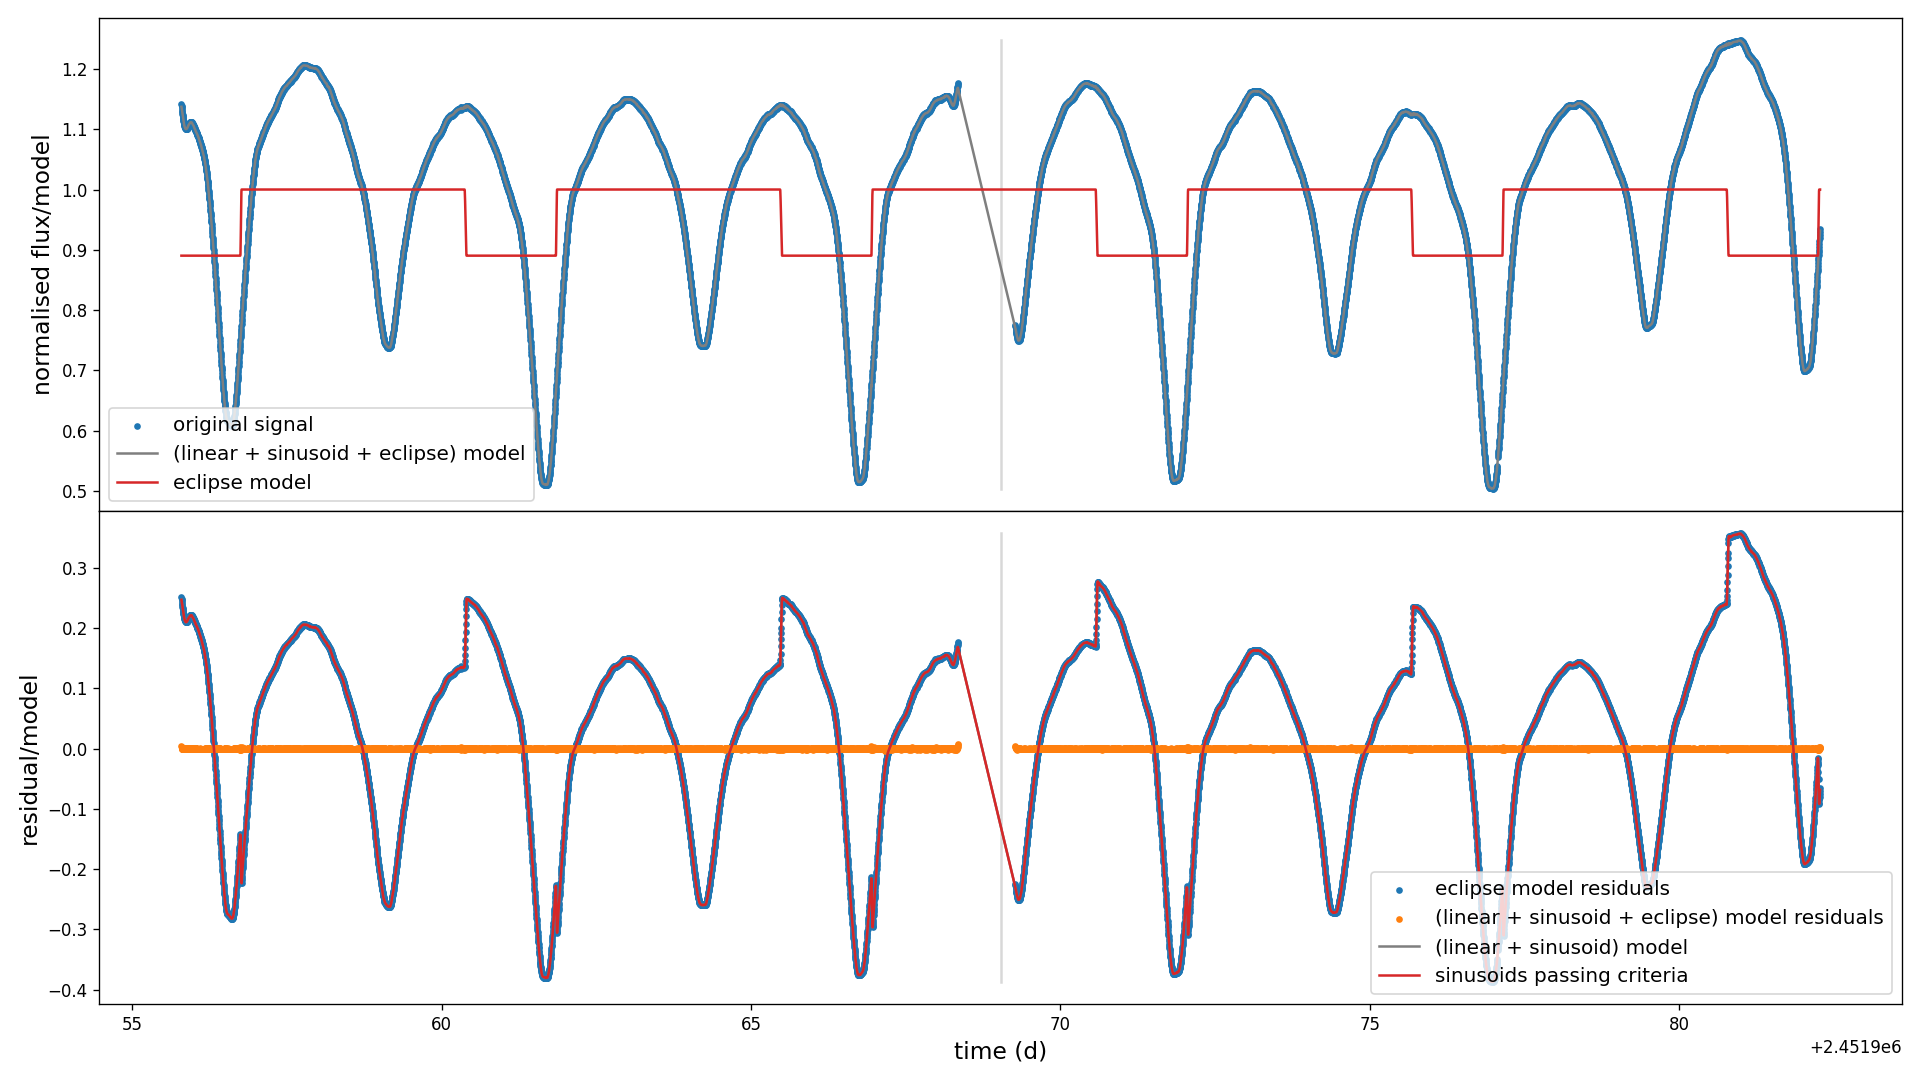 normalised flux/model
1.2
1.1
1.0
0.9
0.8
0.7
0.6
0.5
original signal
(linear + sinusoid + eclipse) model
eclipse model
residual/model
0.3
0.2
0.1
0.0
−0.1
−0.2
−0.3
−0.4
eclipse model residuals
(linear + sinusoid + eclipse) model residuals
(linear + sinusoid) model
sinusoids passing criteria
55 60 65 70 75 80
time (d)
+2.4519e6